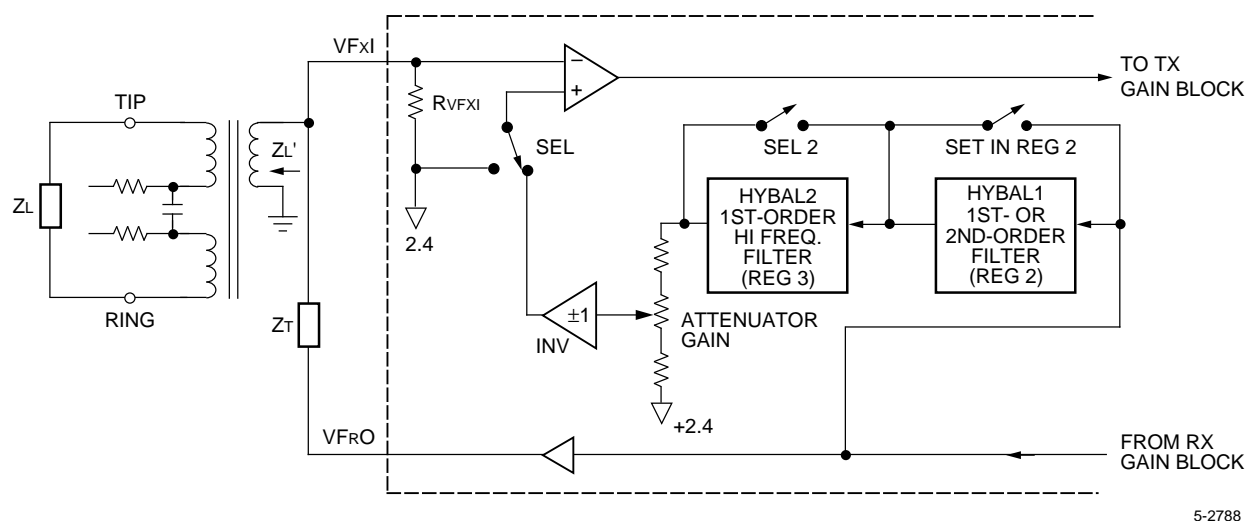 VFXI
TO TX
GAIN BLOCK
−
+
RVFXI
TIP
ZL'
SEL
SEL 2
SET IN REG 2
ZL
HYBAL2
1ST-ORDER
HI FREQ.
FILTER
(REG 3)
HYBAL1
1ST- OR
2ND-ORDER
FILTER
(REG 2)
2.4
RING
ZT
±1
INV
ATTENUATOR
GAIN
+2.4
VFRO
FROM RX
GAIN BLOCK
5-2788